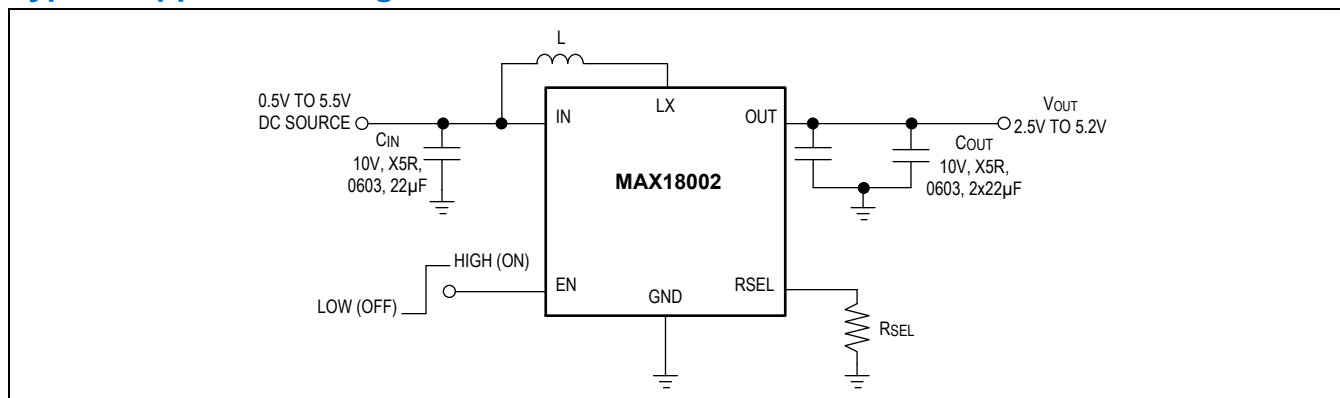 L
0.5V TO 5.5V
DC SOURCE
CIN
10V, X5R,
0603, 22µF
IN
LX
OUT
MAX18002
VOUT
2.5V TO 5.2V
COUT
10V, X5R,
0603, 2x22µF
HIGH (ON)
LOW (OFF)
EN
GND
RSEL
RSEL